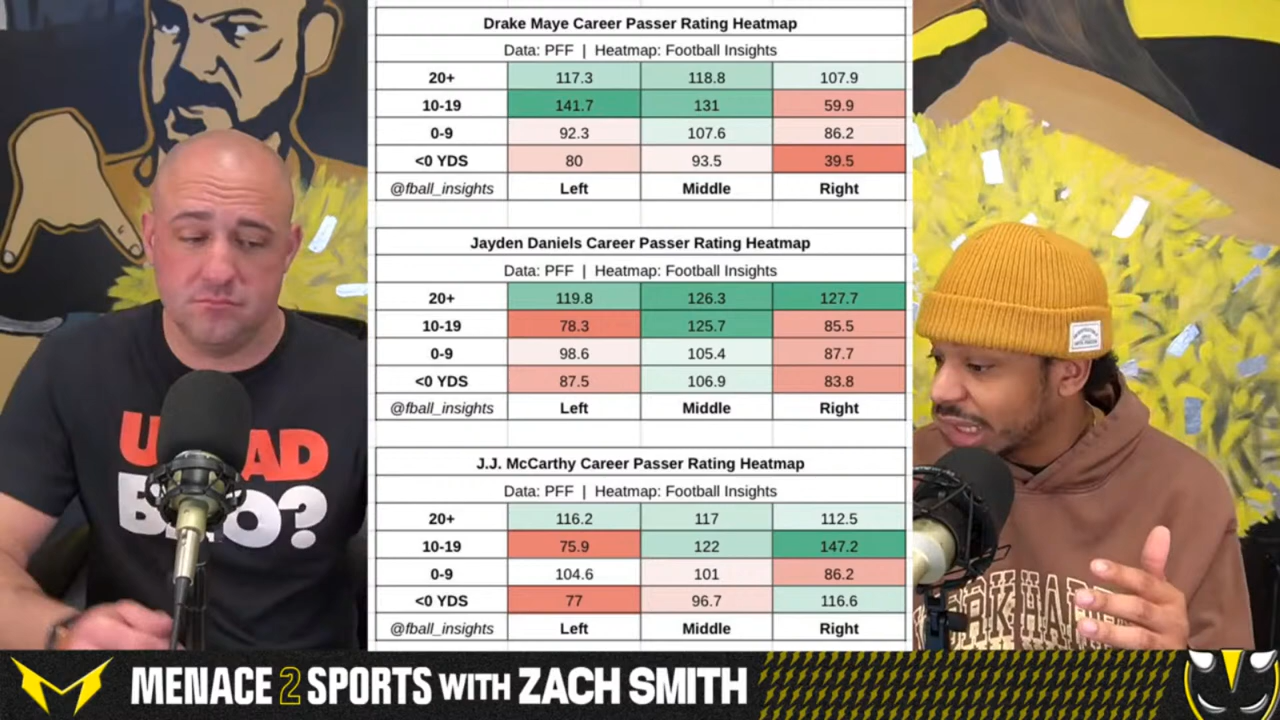 Drake Maye Career Passer Rating Heatmap
Data: PFF | Heatmap: Football Insights
20+ 117.3 118.8 107.9
10-19 141.7 131 59.9
0-9 92.3 107.6 86.2
<0 YDS 80 93.5 39.5
@fball_insights Left Middle Right
Jayden Daniels Career Passer Rating Heatmap
Data: PFF | Heatmap: Football Insights
20+ 119.8 126.3 127.7
10-19 78.3 125.7 85.5
0-9 98.6 105.4 87.7
<0 YDS 87.5 106.9 83.8
@fball_insights Left Middle Right
J.J. McCarthy Career Passer Rating Heatmap
Data: PFF | Heatmap: Football Insights
20+ 116.2 117 112.5
10-19 75.9 122 147.2
0-9 104.6 101 86.2
<0 YDS 77 96.7 116.6
@fball_insights Left Middle Right
MENACE 2 SPORTS WITH ZACH SMITH